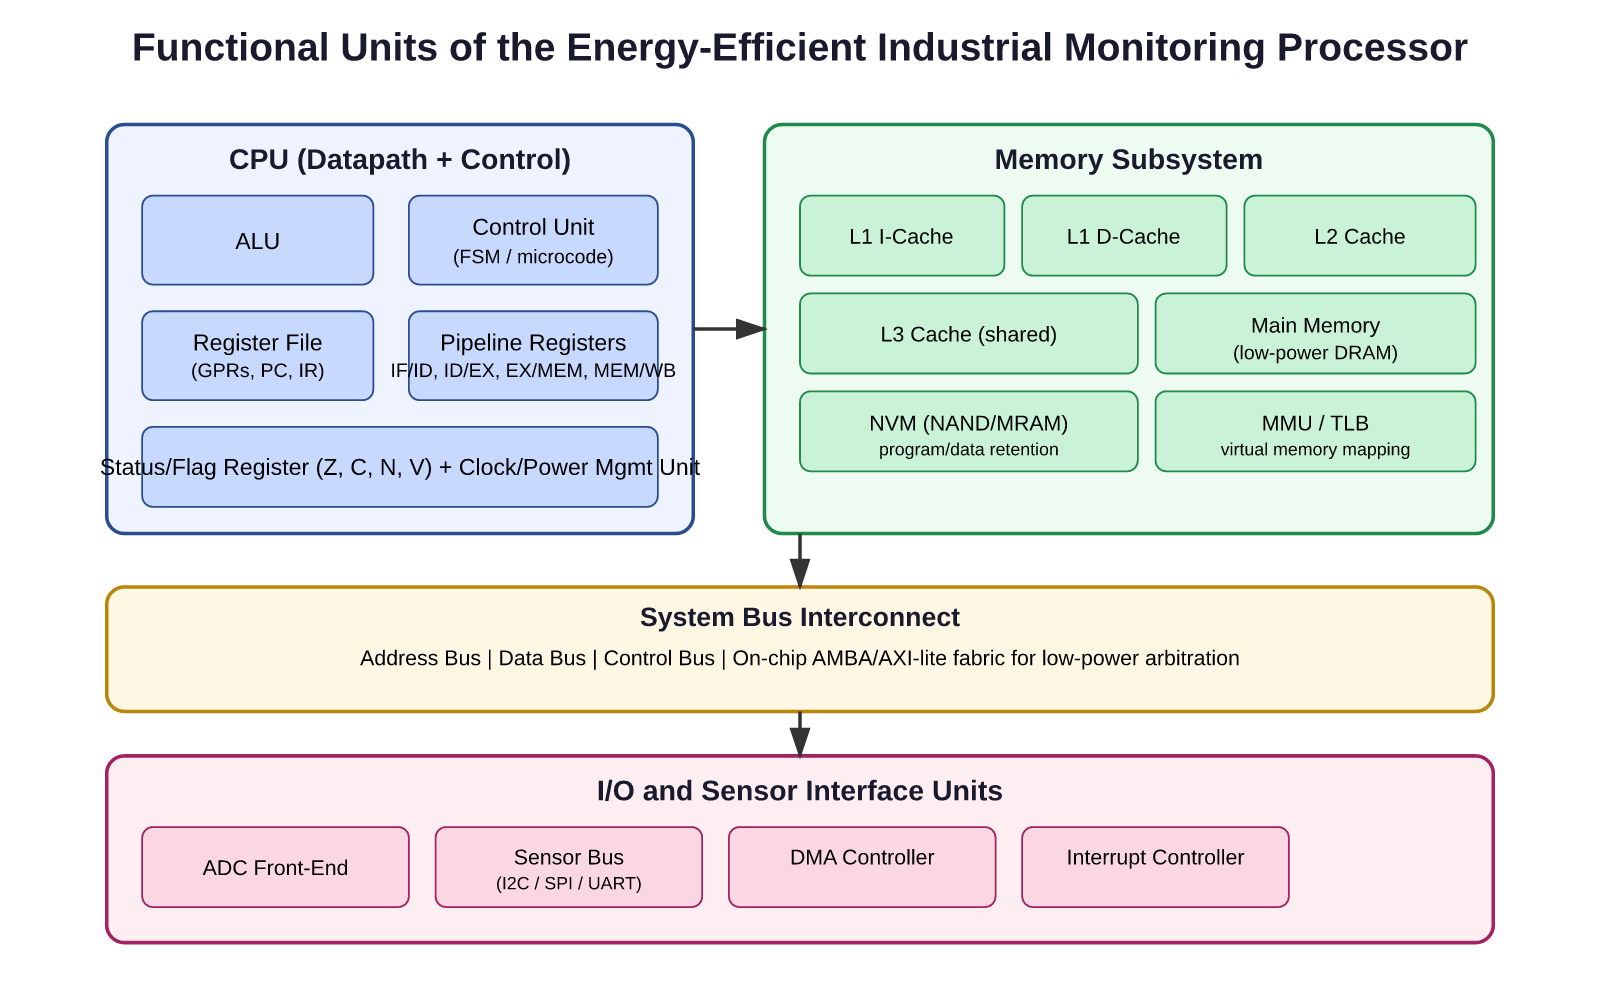 Functional Units of the Energy-Efficient Industrial Monitoring Processor
CPU (Datapath + Control)
ALU
Control Unit
(FSM / microcode)
Register File
(GPRs, PC, IR)
Pipeline Registers
IF/ID, ID/EX, EX/MEM, MEM/WB
Status/Flag Register (Z, C, N, V) + Clock/Power Mgmt Unit
Memory Subsystem
L1 I-Cache
L1 D-Cache
L2 Cache
L3 Cache (shared)
Main Memory
(low-power DRAM)
NVM (NAND/MRAM)
program/data retention
MMU / TLB
virtual memory mapping
System Bus Interconnect
Address Bus | Data Bus | Control Bus | On-chip AMBA/AXI-lite fabric for low-power arbitration
I/O and Sensor Interface Units
ADC Front-End
Sensor Bus
(I2C / SPI / UART)
DMA Controller
Interrupt Controller